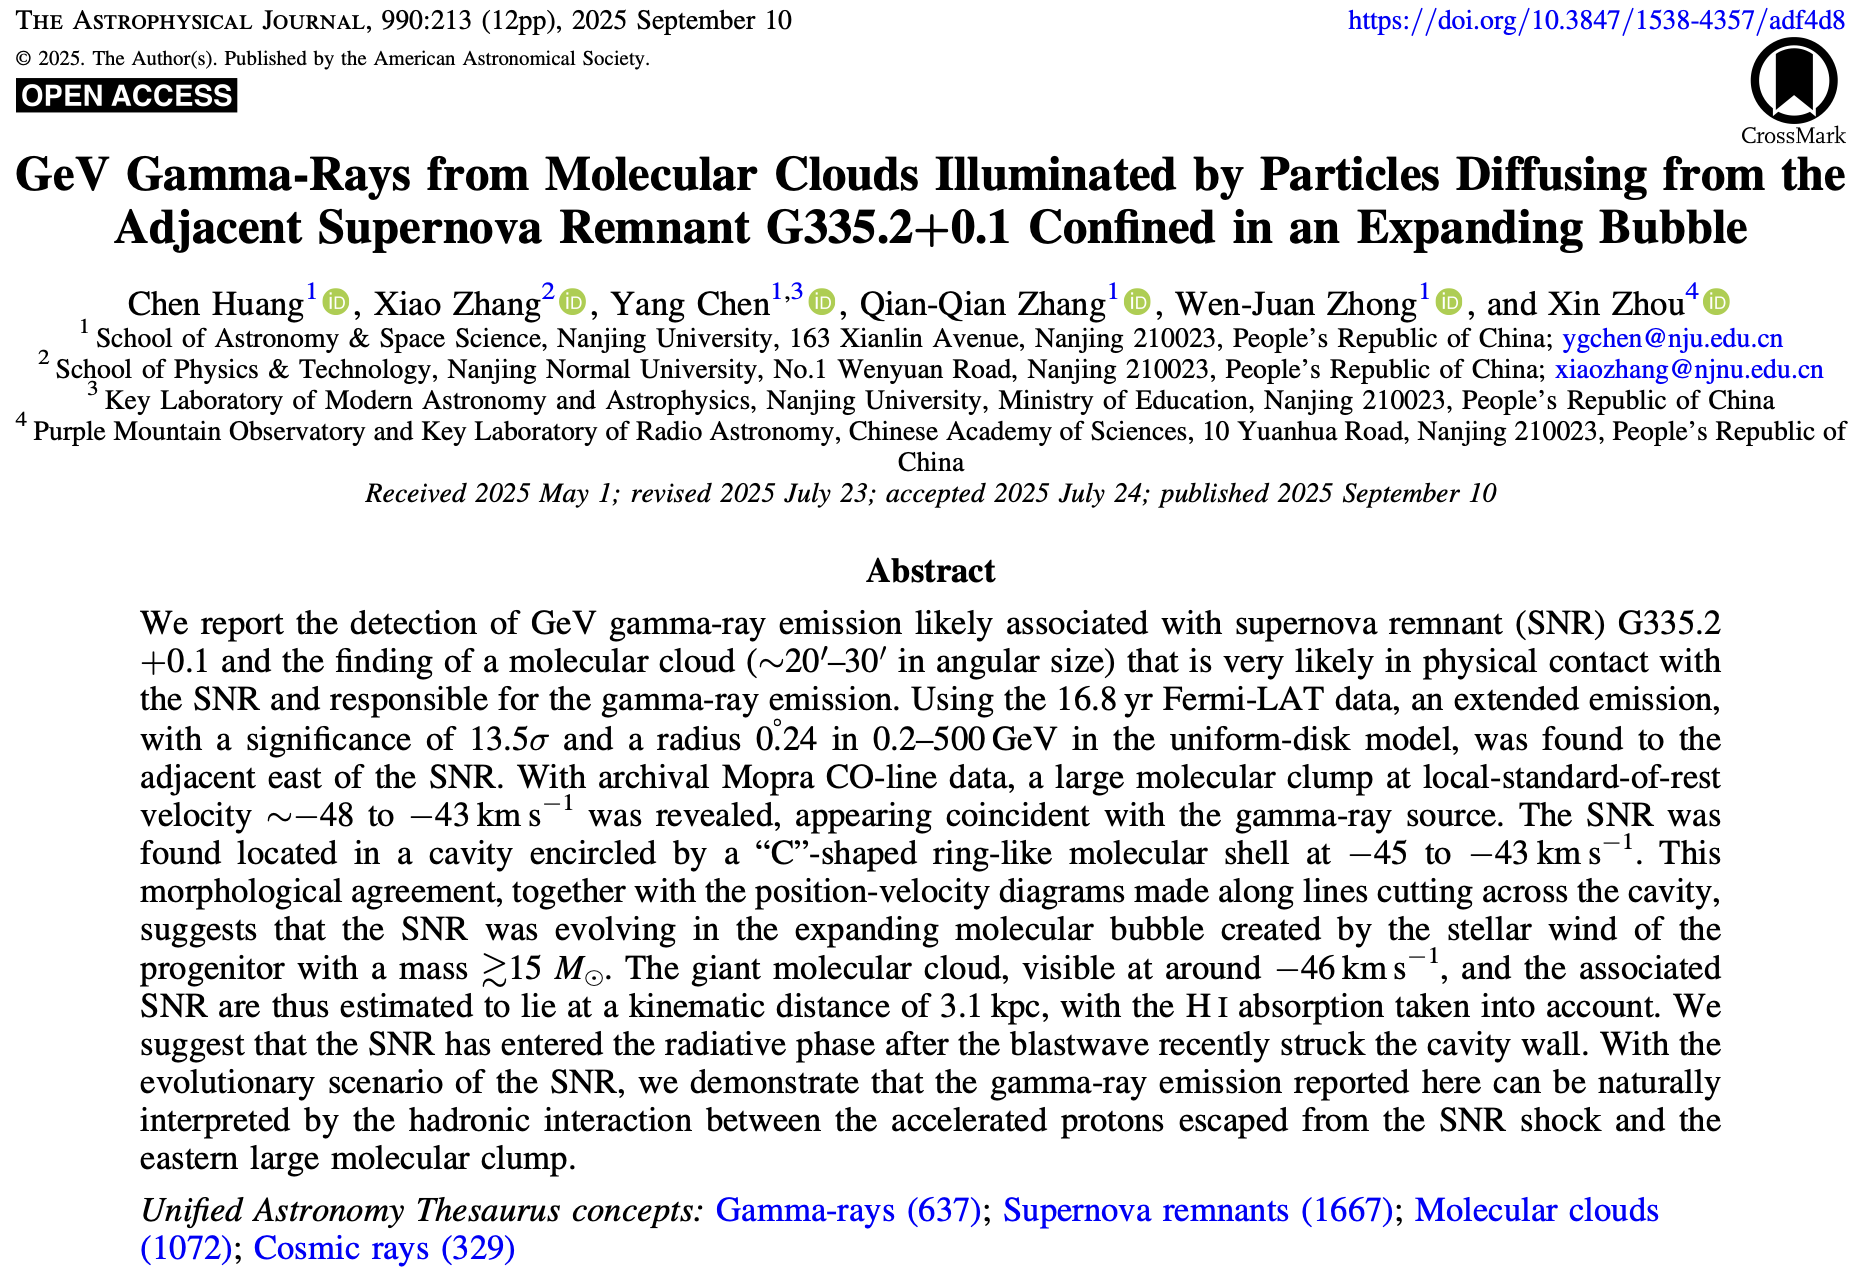 THE ASTROPHYSICAL JOURNAL, 990:213 (12pp), 2025 September 10
https://doi.org/10.3847/1538-4357/adf4d8
© 2025. The Author(s). Published by the American Astronomical Society.
OPEN ACCESS
CrossMark
GeV Gamma-Rays from Molecular Clouds Illuminated by Particles Diffusing from the
Adjacent Supernova Remnant G335.2+0.1 Confined in an Expanding Bubble
Chen Huang¹ iD, Xiao Zhang² iD, Yang Chen¹,³ iD, Qian-Qian Zhang¹ iD, Wen-Juan Zhong¹ iD, and Xin Zhou⁴ iD
¹ School of Astronomy & Space Science, Nanjing University, 163 Xianlin Avenue, Nanjing 210023, People's Republic of China; ygchen@nju.edu.cn
² School of Physics & Technology, Nanjing Normal University, No.1 Wenyuan Road, Nanjing 210023, People's Republic of China; xiaozhang@njnu.edu.cn
³ Key Laboratory of Modern Astronomy and Astrophysics, Nanjing University, Ministry of Education, Nanjing 210023, People's Republic of China
⁴ Purple Mountain Observatory and Key Laboratory of Radio Astronomy, Chinese Academy of Sciences, 10 Yuanhua Road, Nanjing 210023, People's Republic of
China
Received 2025 May 1; revised 2025 July 23; accepted 2025 July 24; published 2025 September 10
Abstract
We report the detection of GeV gamma-ray emission likely associated with supernova remnant (SNR) G335.2
+0.1 and the finding of a molecular cloud (∼20′–30′ in angular size) that is very likely in physical contact with
the SNR and responsible for the gamma-ray emission. Using the 16.8 yr Fermi-LAT data, an extended emission,
with a significance of 13.5σ and a radius 0°.24 in 0.2–500 GeV in the uniform-disk model, was found to the
adjacent east of the SNR. With archival Mopra CO-line data, a large molecular clump at local-standard-of-rest
velocity ∼−48 to −43 km s⁻¹ was revealed, appearing coincident with the gamma-ray source. The SNR was
found located in a cavity encircled by a “C”-shaped ring-like molecular shell at −45 to −43 km s⁻¹. This
morphological agreement, together with the position-velocity diagrams made along lines cutting across the cavity,
suggests that the SNR was evolving in the expanding molecular bubble created by the stellar wind of the
progenitor with a mass ≳15 M⊙. The giant molecular cloud, visible at around −46 km s⁻¹, and the associated
SNR are thus estimated to lie at a kinematic distance of 3.1 kpc, with the H I absorption taken into account. We
suggest that the SNR has entered the radiative phase after the blastwave recently struck the cavity wall. With the
evolutionary scenario of the SNR, we demonstrate that the gamma-ray emission reported here can be naturally
interpreted by the hadronic interaction between the accelerated protons escaped from the SNR shock and the
eastern large molecular clump.
Unified Astronomy Thesaurus concepts: Gamma-rays (637); Supernova remnants (1667); Molecular clouds
(1072); Cosmic rays (329)